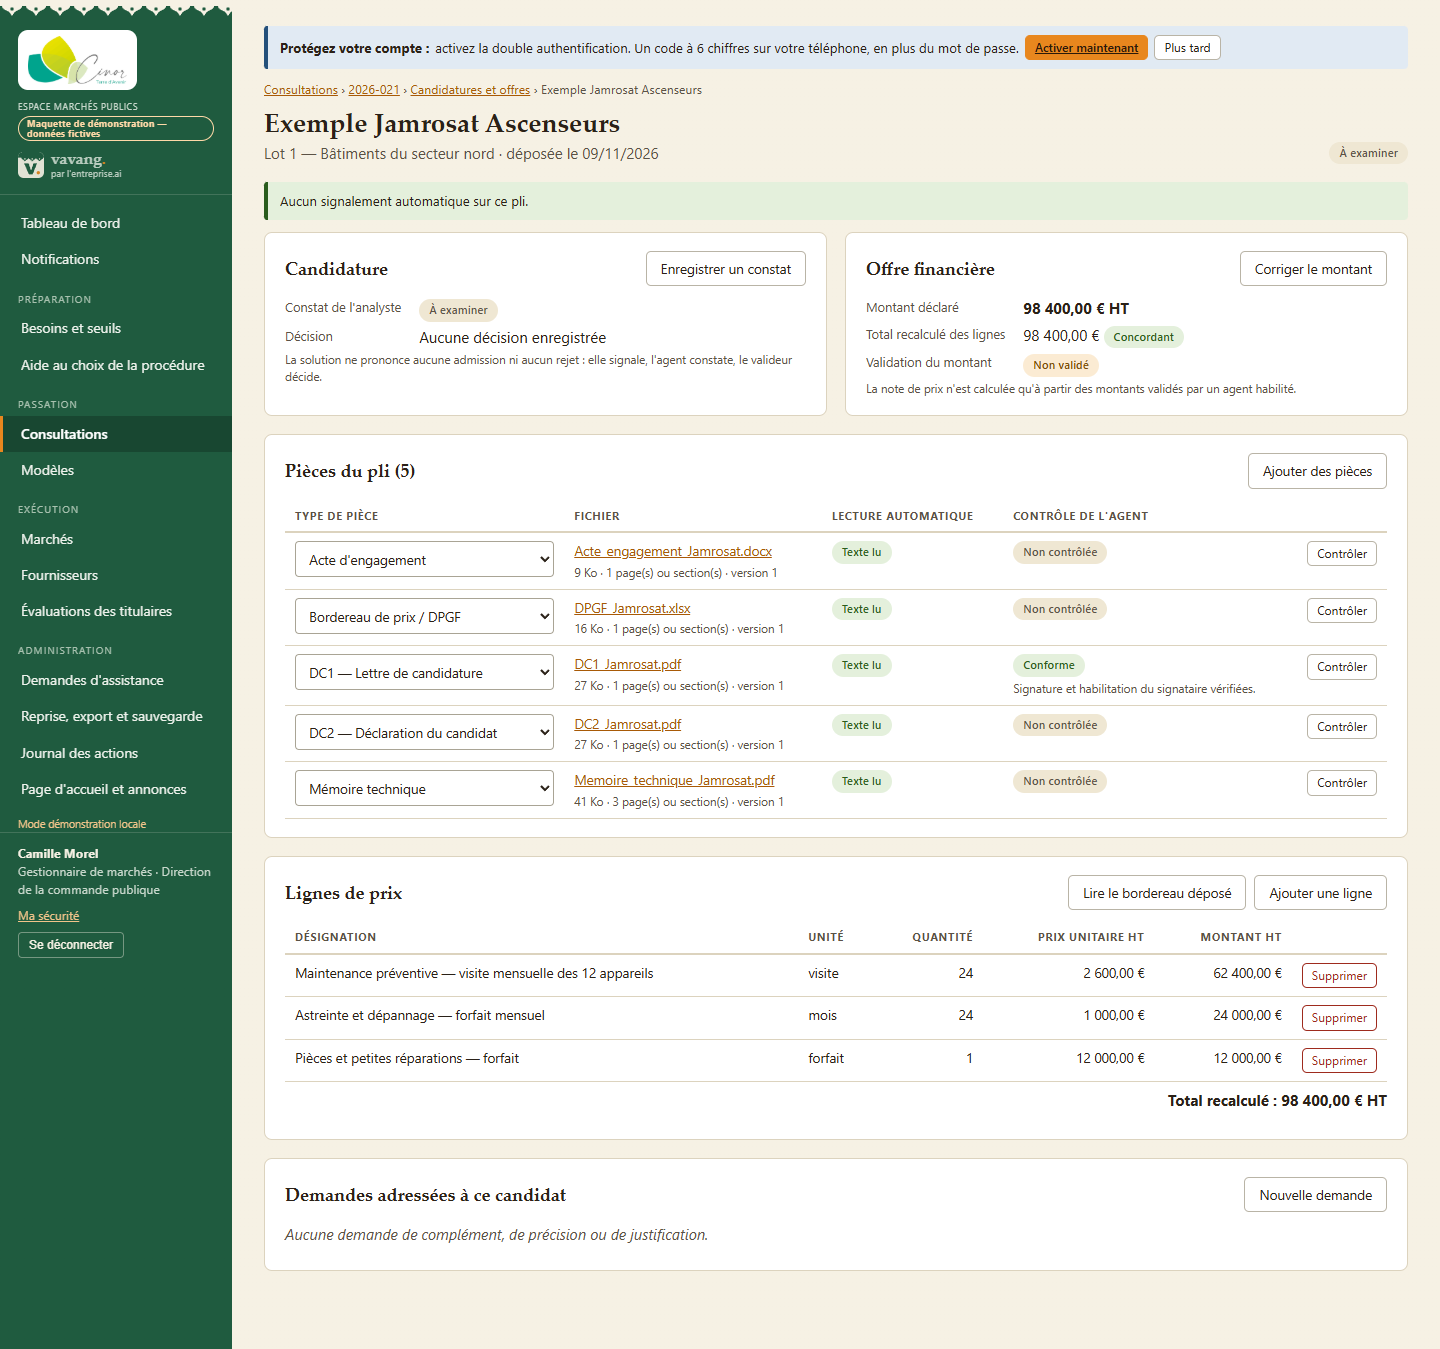 Cinor
Terre d'Avenir
ESPACE MARCHÉS PUBLICS
Maquette de démonstration —
données fictives
v. vavang.
par l'entreprise.ai
Tableau de bord
Notifications
PRÉPARATION
Besoins et seuils
Aide au choix de la procédure
PASSATION
Consultations
Modèles
EXÉCUTION
Marchés
Fournisseurs
Évaluations des titulaires
ADMINISTRATION
Demandes d'assistance
Reprise, export et sauvegarde
Journal des actions
Page d'accueil et annonces
Mode démonstration locale
Camille Morel
Gestionnaire de marchés · Direction
de la commande publique
Ma sécurité
Se déconnecter
Protégez votre compte : activez la double authentification. Un code à 6 chiffres sur votre téléphone, en plus du mot de passe. Activer maintenant Plus tard
Consultations › 2026-021 › Candidatures et offres › Exemple Jamrosat Ascenseurs
Exemple Jamrosat Ascenseurs
Lot 1 — Bâtiments du secteur nord · déposée le 09/11/2026 À examiner
Aucun signalement automatique sur ce pli.
Candidature Enregistrer un constat
Constat de l'analyste À examiner
Décision Aucune décision enregistrée
La solution ne prononce aucune admission ni aucun rejet : elle signale, l'agent constate, le valideur
décide.
Offre financière Corriger le montant
Montant déclaré 98 400,00 € HT
Total recalculé des lignes 98 400,00 € Concordant
Validation du montant Non validé
La note de prix n'est calculée qu'à partir des montants validés par un agent habilité.
Pièces du pli (5) Ajouter des pièces
TYPE DE PIÈCE FICHIER LECTURE AUTOMATIQUE CONTRÔLE DE L'AGENT
Acte d'engagement Acte_engagement_Jamrosat.docx Texte lu Non contrôlée Contrôler
9 Ko · 1 page(s) ou section(s) · version 1
Bordereau de prix / DPGF DPGF_Jamrosat.xlsx Texte lu Non contrôlée Contrôler
16 Ko · 1 page(s) ou section(s) · version 1
DC1 — Lettre de candidature DC1_Jamrosat.pdf Texte lu Conforme Contrôler
27 Ko · 1 page(s) ou section(s) · version 1 Signature et habilitation du signataire vérifiées.
DC2 — Déclaration du candidat DC2_Jamrosat.pdf Texte lu Non contrôlée Contrôler
27 Ko · 1 page(s) ou section(s) · version 1
Mémoire technique Memoire_technique_Jamrosat.pdf Texte lu Non contrôlée Contrôler
41 Ko · 3 page(s) ou section(s) · version 1
Lignes de prix Lire le bordereau déposé Ajouter une ligne
DÉSIGNATION UNITÉ QUANTITÉ PRIX UNITAIRE HT MONTANT HT
Maintenance préventive — visite mensuelle des 12 appareils visite 24 2 600,00 € 62 400,00 € Supprimer
Astreinte et dépannage — forfait mensuel mois 24 1 000,00 € 24 000,00 € Supprimer
Pièces et petites réparations — forfait forfait 1 12 000,00 € 12 000,00 € Supprimer
Total recalculé : 98 400,00 € HT
Demandes adressées à ce candidat Nouvelle demande
Aucune demande de complément, de précision ou de justification.